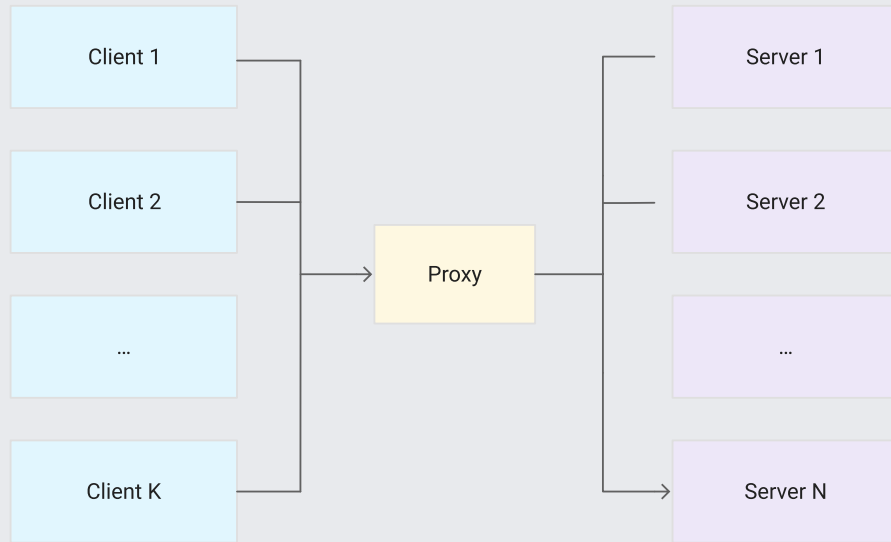 Client 1
Client 2
...
Client K
Proxy
Server 1
Server 2
...
Server N